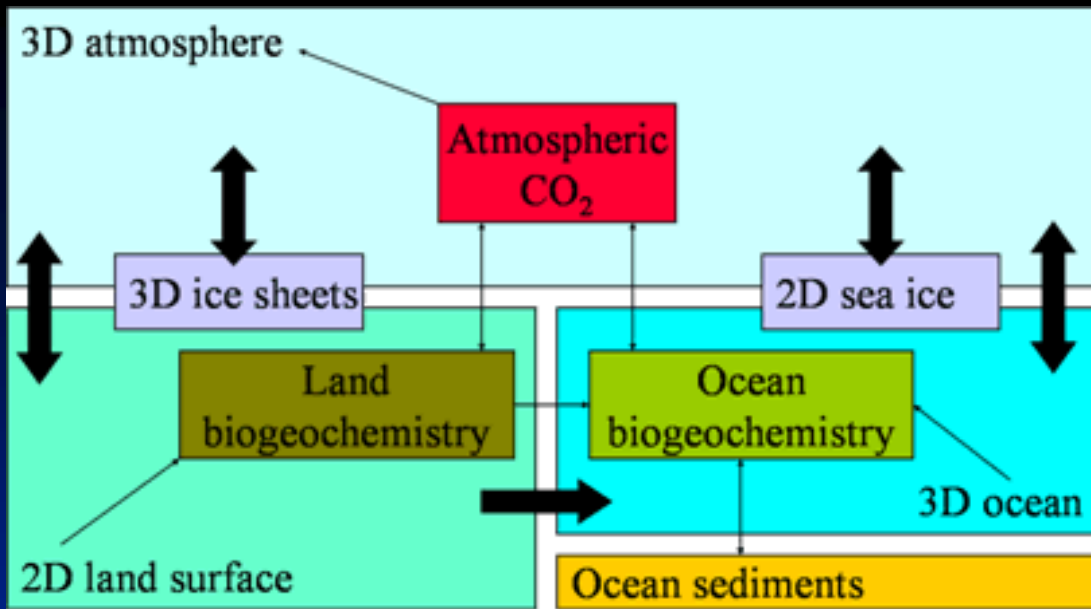 3D atmosphere
Atmospheric
CO₂
3D ice sheets
2D sea ice
Land
biogeochemistry
Ocean
biogeochemistry
3D ocean
2D land surface
Ocean sediments